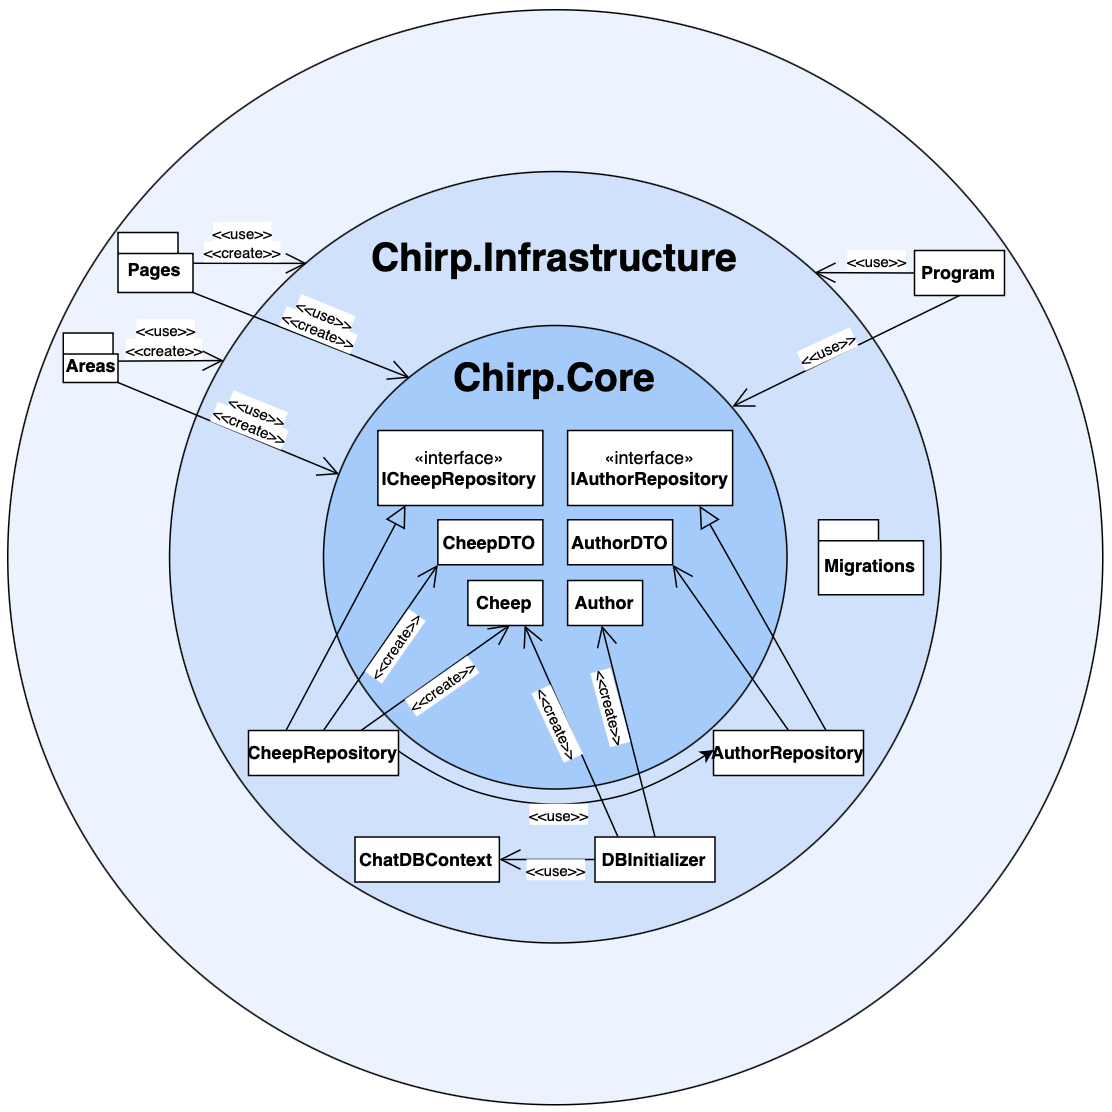 <<use>>
<<create>>
Pages
Chirp.Infrastructure
<<use>>
Program
<<use>>
<<create>>
<<use>>
<<create>>
Areas
<<use>>
Chirp.Core
<<use>>
<<create>>
«interface»
ICheepRepository
«interface»
IAuthorRepository
CheepDTO
AuthorDTO
Migrations
Cheep
Author
<<create>>
<<create>>
<<create>>
<<create>>
CheepRepository
AuthorRepository
<<use>>
ChatDBContext
<<use>>
DBInitializer